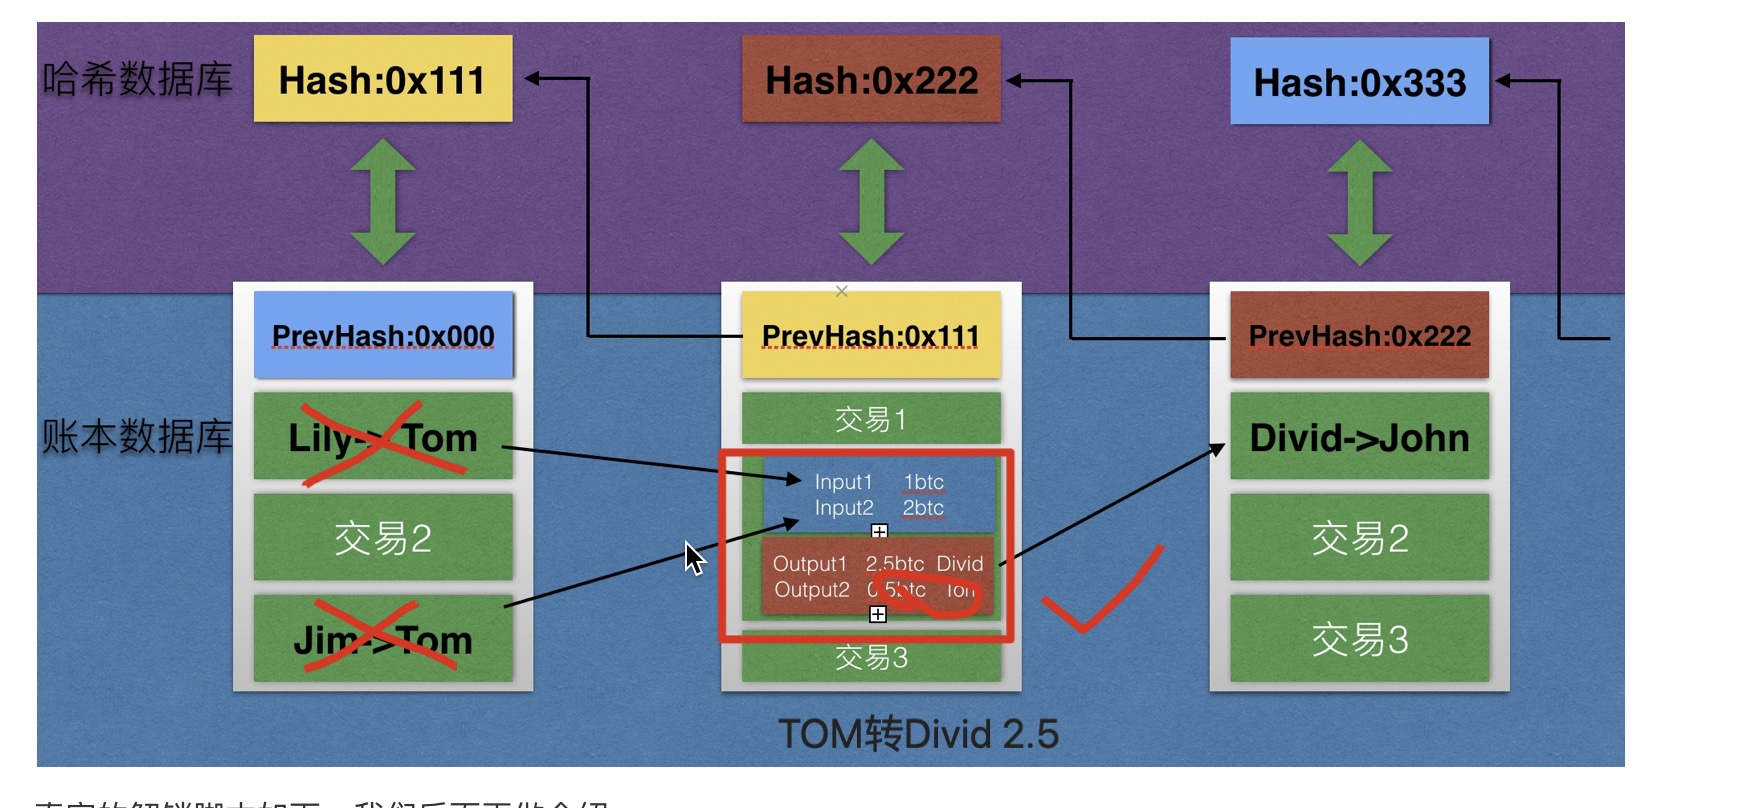 哈希数据库
Hash:0x111
Hash:0x222
Hash:0x333
账本数据库
PrevHash:0x000
Lily->Tom
交易2
Jim->Tom
PrevHash:0x111
交易1
Input1 1btc
Input2 2btc
Output1 2.5btc Divid
Output2 0.5btc Tom
交易3
TOM转Divid 2.5
PrevHash:0x222
Divid->John
交易2
交易3